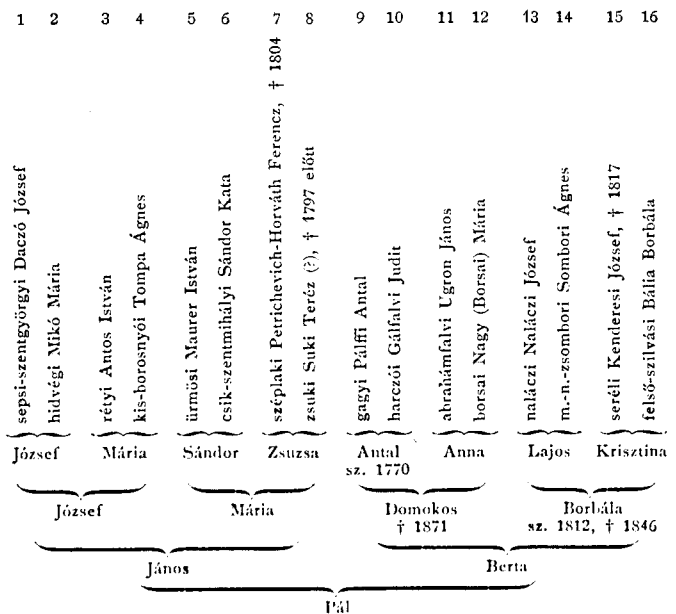 1 2 3 4 5 6 7 8 9 10 11 12 13 14 15 16
sepsi-szentgyörgyi Daczó József
hidvégi Mikó Mária
rétyi Antos István
kis-borosnyói Tompa Ágnes
ürmösi Maurer István
csik-szentmihályi Sándor Kata
széplaki Petrichevich-Horváth Ferencz, † 1804
zsuki Suki Teréz (?), † 1797 előtt
gagyi Pálffi Antal
harczói Gálfalvi Judit
abrahámfalvi Ugron János
borsai Nagy (Borsai) Mária
naláczi Naláczi József
m.-n.-zsombori Sombori Ágnes
seréli Kenderesi József, † 1817
felső-szilvási Bália Borbála
József Mária Sándor Zsuzsa Antal Anna Lajos Krisztina
sz. 1770
József Mária Domokos Borbála
† 1871 sz. 1812, † 1846
János Berta
Pál